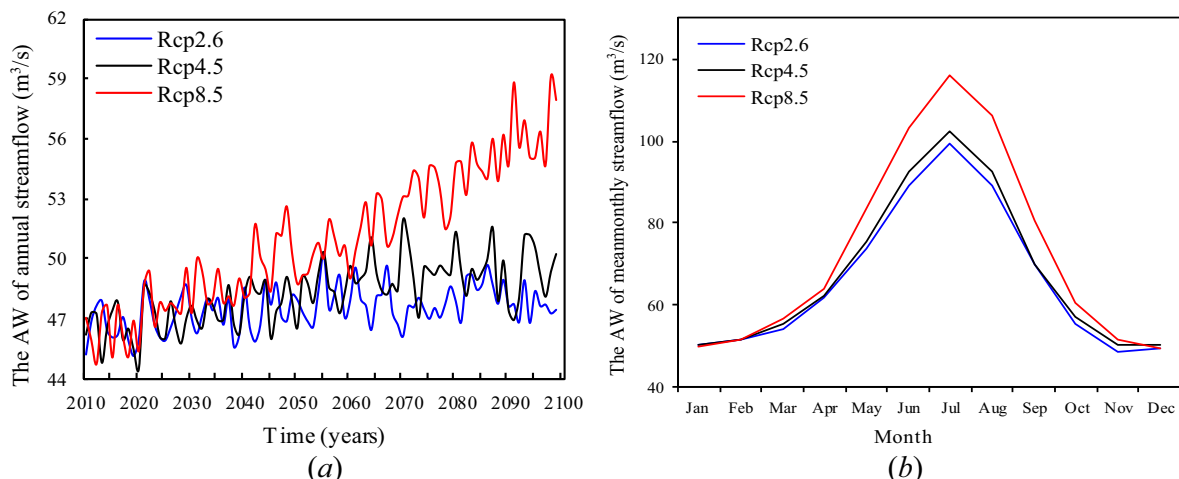 The AW of annual streamflow (m³/s)
62
59
56
53
50
47
44
Rcp2.6
Rcp4.5
Rcp8.5
2010 2020 2030 2040 2050 2060 2070 2080 2090 2100
Time (years)
(a)
The AW of meanmonthly streamflow (m³/s)
120
100
80
60
40
Rcp2.6
Rcp4.5
Rcp8.5
Jan Feb Mar Apr May Jun Jul Aug Sep Oct Nov Dec
Month
(b)